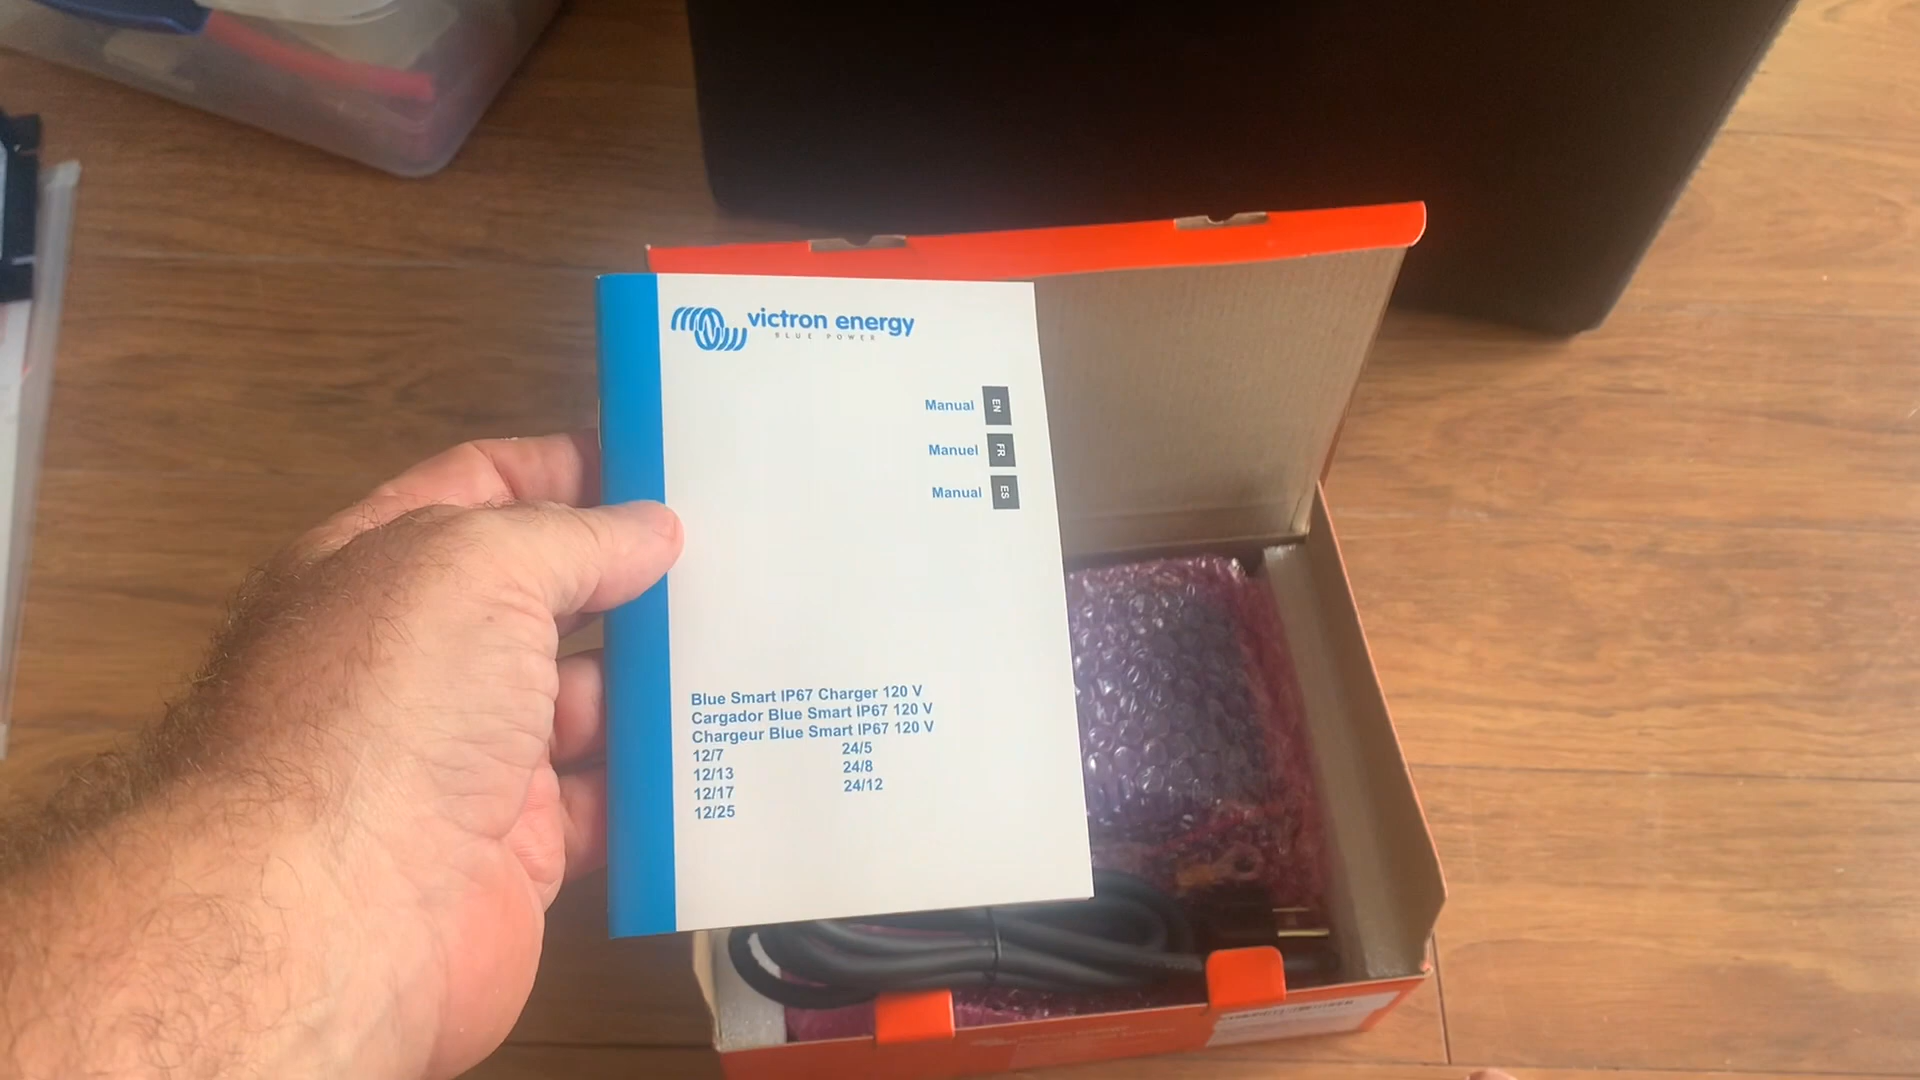 victron energy
BLUE POWER
Manual EN
Manuel FR
Manual ES
Blue Smart IP67 Charger 120 V
Cargador Blue Smart IP67 120 V
Chargeur Blue Smart IP67 120 V
12/7 24/5
12/13 24/8
12/17 24/12
12/25